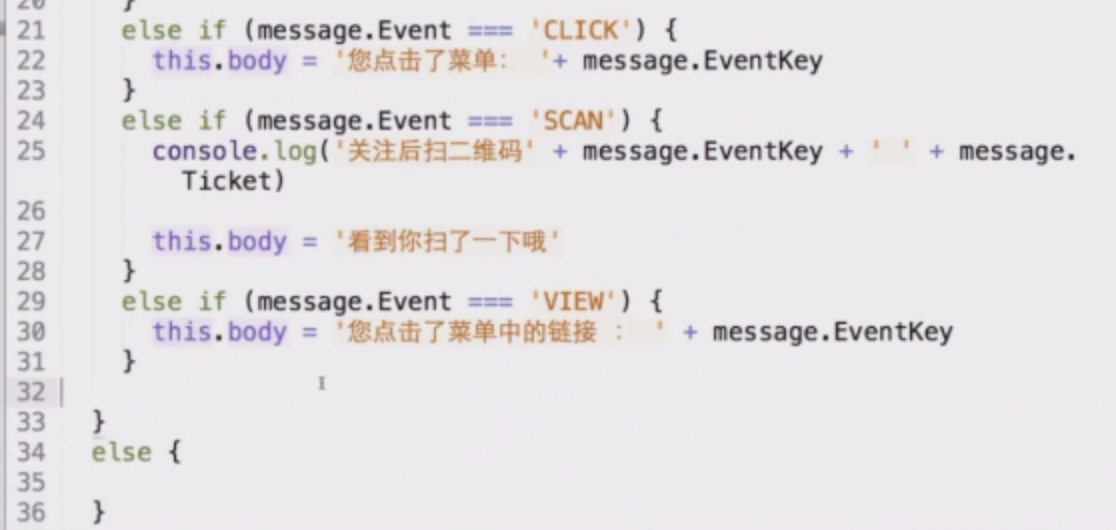 20 }
21 else if (message.Event === 'CLICK') {
22 this.body = '您点击了菜单： '+ message.EventKey
23 }
24 else if (message.Event === 'SCAN') {
25 console.log('关注后扫二维码' + message.EventKey + ' ' + message.
Ticket)
26
27 this.body = '看到你扫了一下哦'
28 }
29 else if (message.Event === 'VIEW') {
30 this.body = '您点击了菜单中的链接 ： ' + message.EventKey
31 }
32
33 }
34 else {
35
36 }